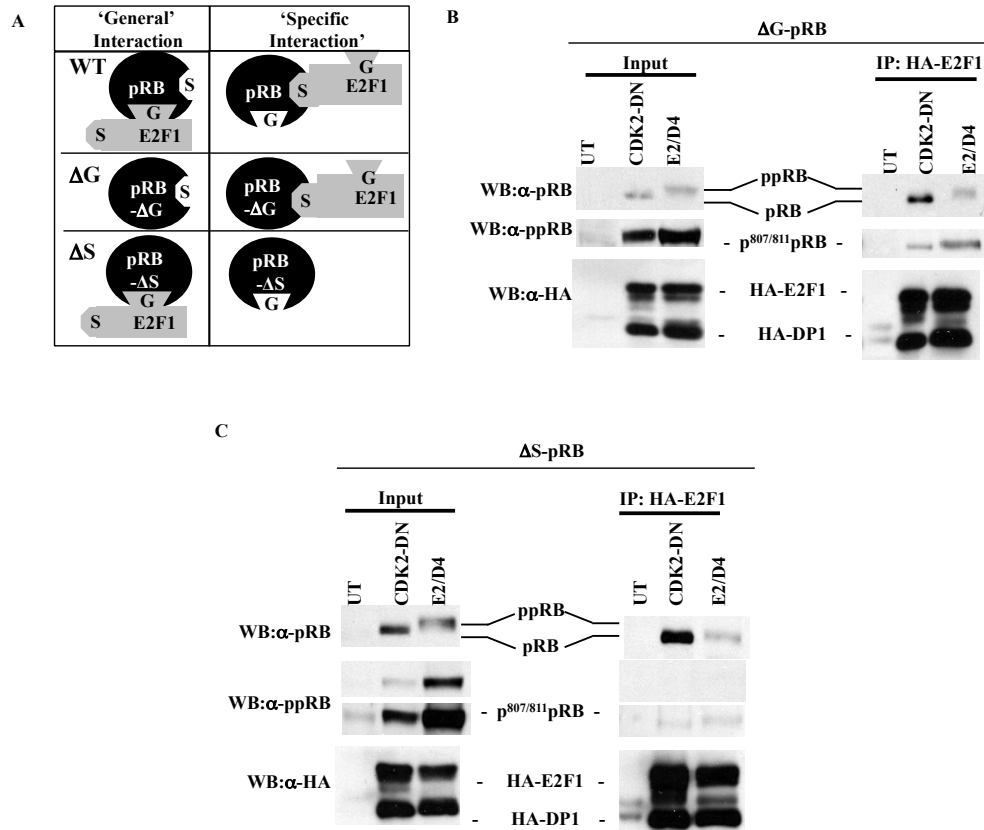 A
'General' Interaction
'Specific Interaction'
WT
pRB
S
G
S
E2F1
pRB
S
G
E2F1
G
ΔG
pRB
-ΔG
S
pRB
-ΔG
S
G
E2F1
ΔS
pRB
-ΔS
G
S
E2F1
pRB
-ΔS
G
B
ΔG-pRB
Input
IP: HA-E2F1
UT
CDK2-DN
E2/D4
UT
CDK2-DN
E2/D4
WB:α-pRB
ppRB
pRB
WB:α-ppRB
- p807/811pRB -
WB:α-HA
- HA-E2F1 -
- HA-DP1 -
C
ΔS-pRB
Input
IP: HA-E2F1
UT
CDK2-DN
E2/D4
UT
CDK2-DN
E2/D4
WB:α-pRB
ppRB
pRB
WB:α-ppRB
- p807/811pRB -
WB:α-HA
- HA-E2F1 -
- HA-DP1 -